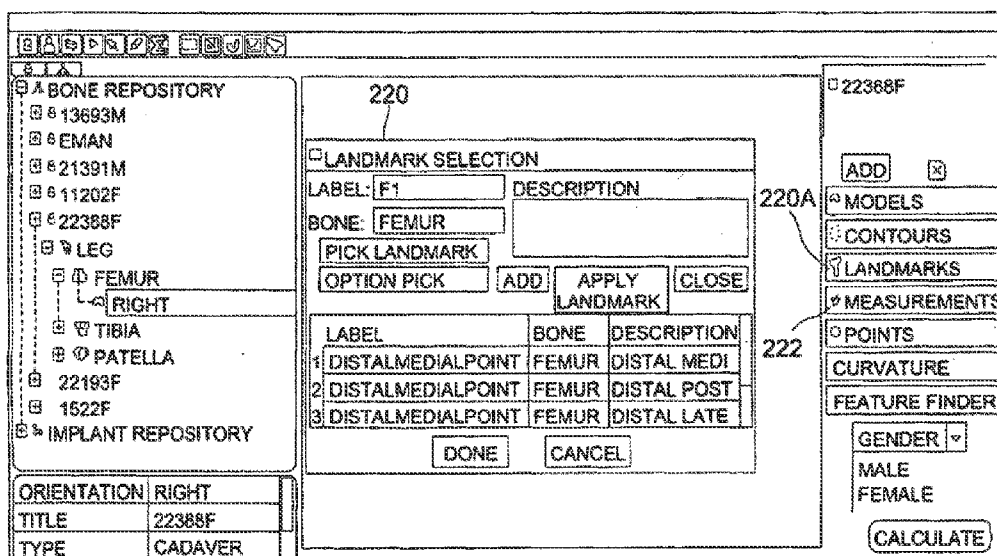 BONE REPOSITORY
13693M
EMAN
21391M
11202F
22368F
LEG
FEMUR
RIGHT
TIBIA
PATELLA
22193F
1522F
IMPLANT REPOSITORY
ORIENTATION RIGHT
TITLE 22368F
TYPE CADAVER
220
LANDMARK SELECTION
LABEL: F1 DESCRIPTION
BONE: FEMUR
PICK LANDMARK
OPTION PICK ADD APPLY LANDMARK CLOSE
LABEL BONE DESCRIPTION
1 DISTALMEDIALPOINT FEMUR DISTAL MEDI
2 DISTALMEDIALPOINT FEMUR DISTAL POST
3 DISTALMEDIALPOINT FEMUR DISTAL LATE
DONE CANCEL
220A
222
22368F
ADD X
MODELS
CONTOURS
LANDMARKS
MEASUREMENTS
POINTS
CURVATURE
FEATURE FINDER
GENDER
MALE
FEMALE
CALCULATE